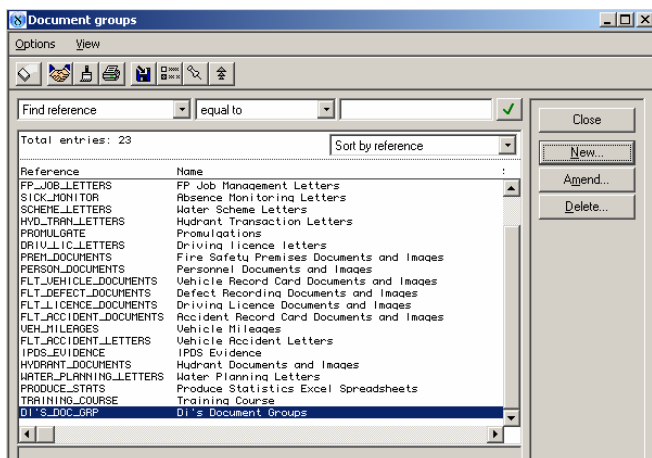 Document groups
Options View
Find reference equal to
Close
Total entries: 23 Sort by reference
New...
Reference Name
Amend...
FP_JOB_LETTERS FP Job Management Letters
SICK_MONITOR Absence Monitoring Letters
Delete...
SCHEME_LETTERS Water Scheme Letters
HYD_TRAN_LETTERS Hydrant Transaction Letters
PROMULGATE Promulgations
DRIV_LIC_LETTERS Driving licence letters
PREM_DOCUMENTS Fire Safety Premises Documents and Images
PERSON_DOCUMENTS Personnel Documents and Images
FLT_VEHICLE_DOCUMENTS Vehicle Record Card Documents and Images
FLT_DEFECT_DOCUMENTS Defect Recording Documents and Images
FLT_LICENCE_DOCUMENTS Driving Licence Documents and Images
FLT_ACCIDENT_DOCUMENTS Accident Record Card Documents and Images
VEH_MILEAGES Vehicle Mileages
FLT_ACCIDENT_LETTERS Vehicle Accident Letters
IPDS_EVIDENCE IPDS Evidence
HYDRANT_DOCUMENTS Hydrant Documents and Images
WATER_PLANNING_LETTERS Water Planning Letters
PRODUCE_STATS Produce Statistics Excel Spreadsheets
TRAINING_COURSE Training Course
DI'S_DOC_GRP Di's Document Groups